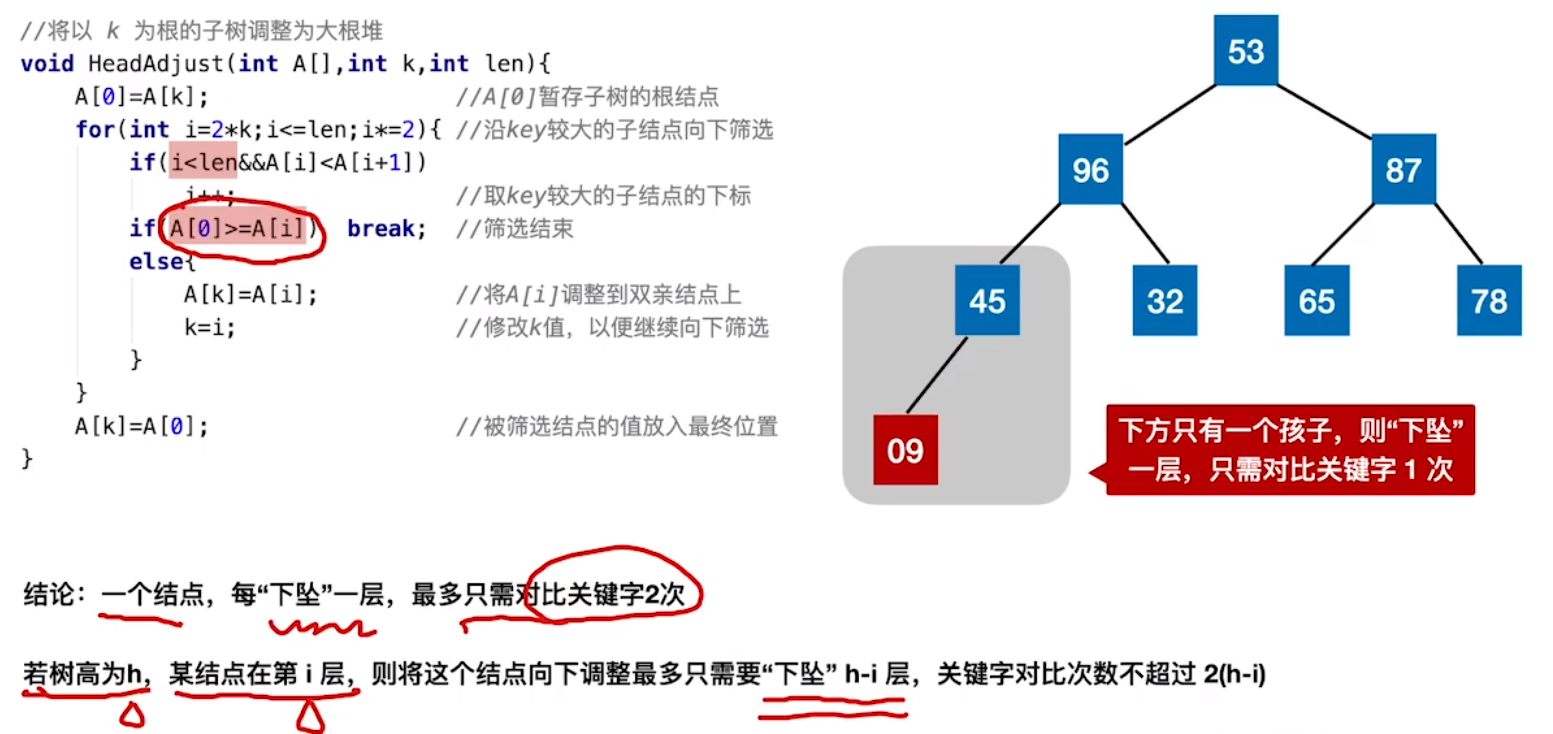 //将以 k 为根的子树调整为大根堆
void HeadAdjust(int A[],int k,int len){
A[0]=A[k]; //A[0]暂存子树的根结点
for(int i=2*k;i<=len;i*=2){ //沿key较大的子结点向下筛选
if(i<len&&A[i]<A[i+1])
i++; //取key较大的子结点的下标
if(A[0]>=A[i]) break; //筛选结束
else{
A[k]=A[i]; //将A[i]调整到双亲结点上
k=i; //修改k值，以便继续向下筛选
}
}
A[k]=A[0]; //被筛选结点的值放入最终位置
}
53
96 87
45 32 65 78
09
下方只有一个孩子，则“下坠”
一层，只需对比关键字 1 次
结论：一个结点，每“下坠”一层，最多只需对比关键字2次
若树高为h，某结点在第 i 层，则将这个结点向下调整最多只需要“下坠” h-i 层，关键字对比次数不超过 2(h-i)